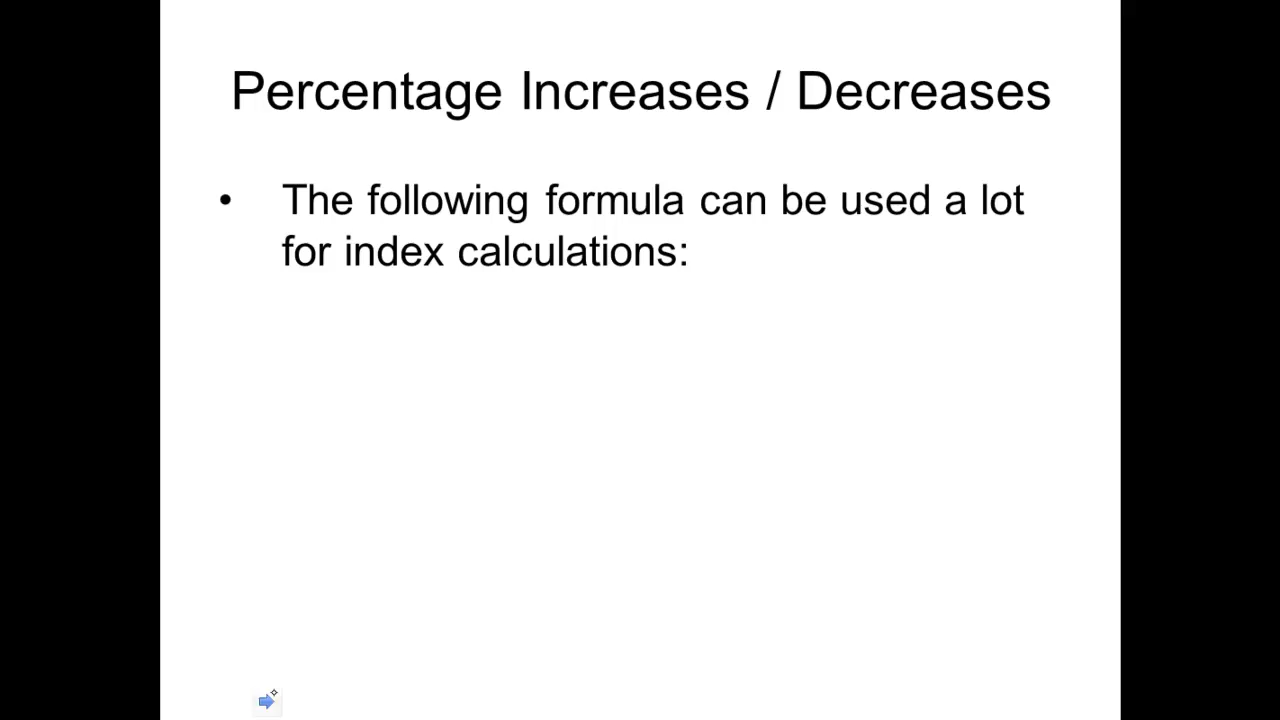 Percentage Increases / Decreases
• The following formula can be used a lot
for index calculations: